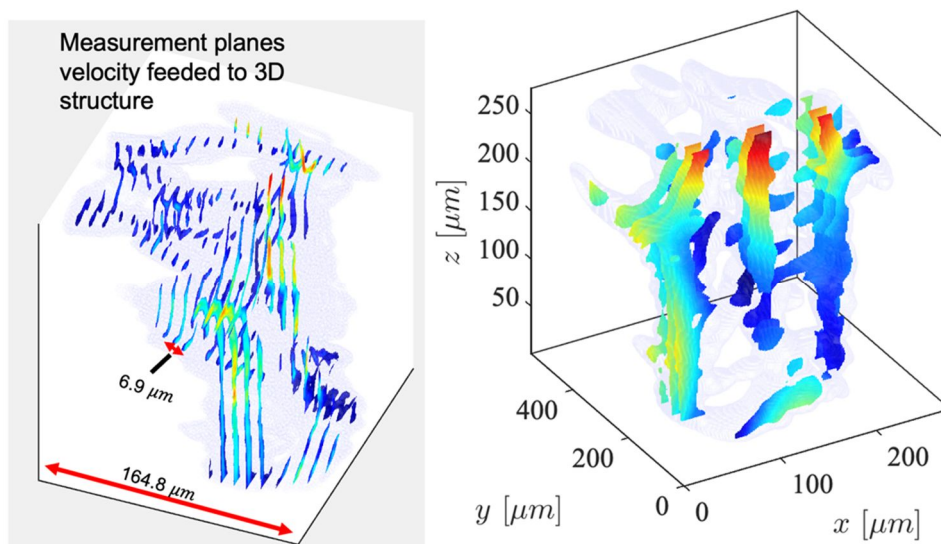 Measurement planes
velocity feeded to 3D
structure
6.9 μm
164.8 μm
z [μm]
250
200
150
100
50
y [μm]
400
200
0
x [μm]
0
100
200